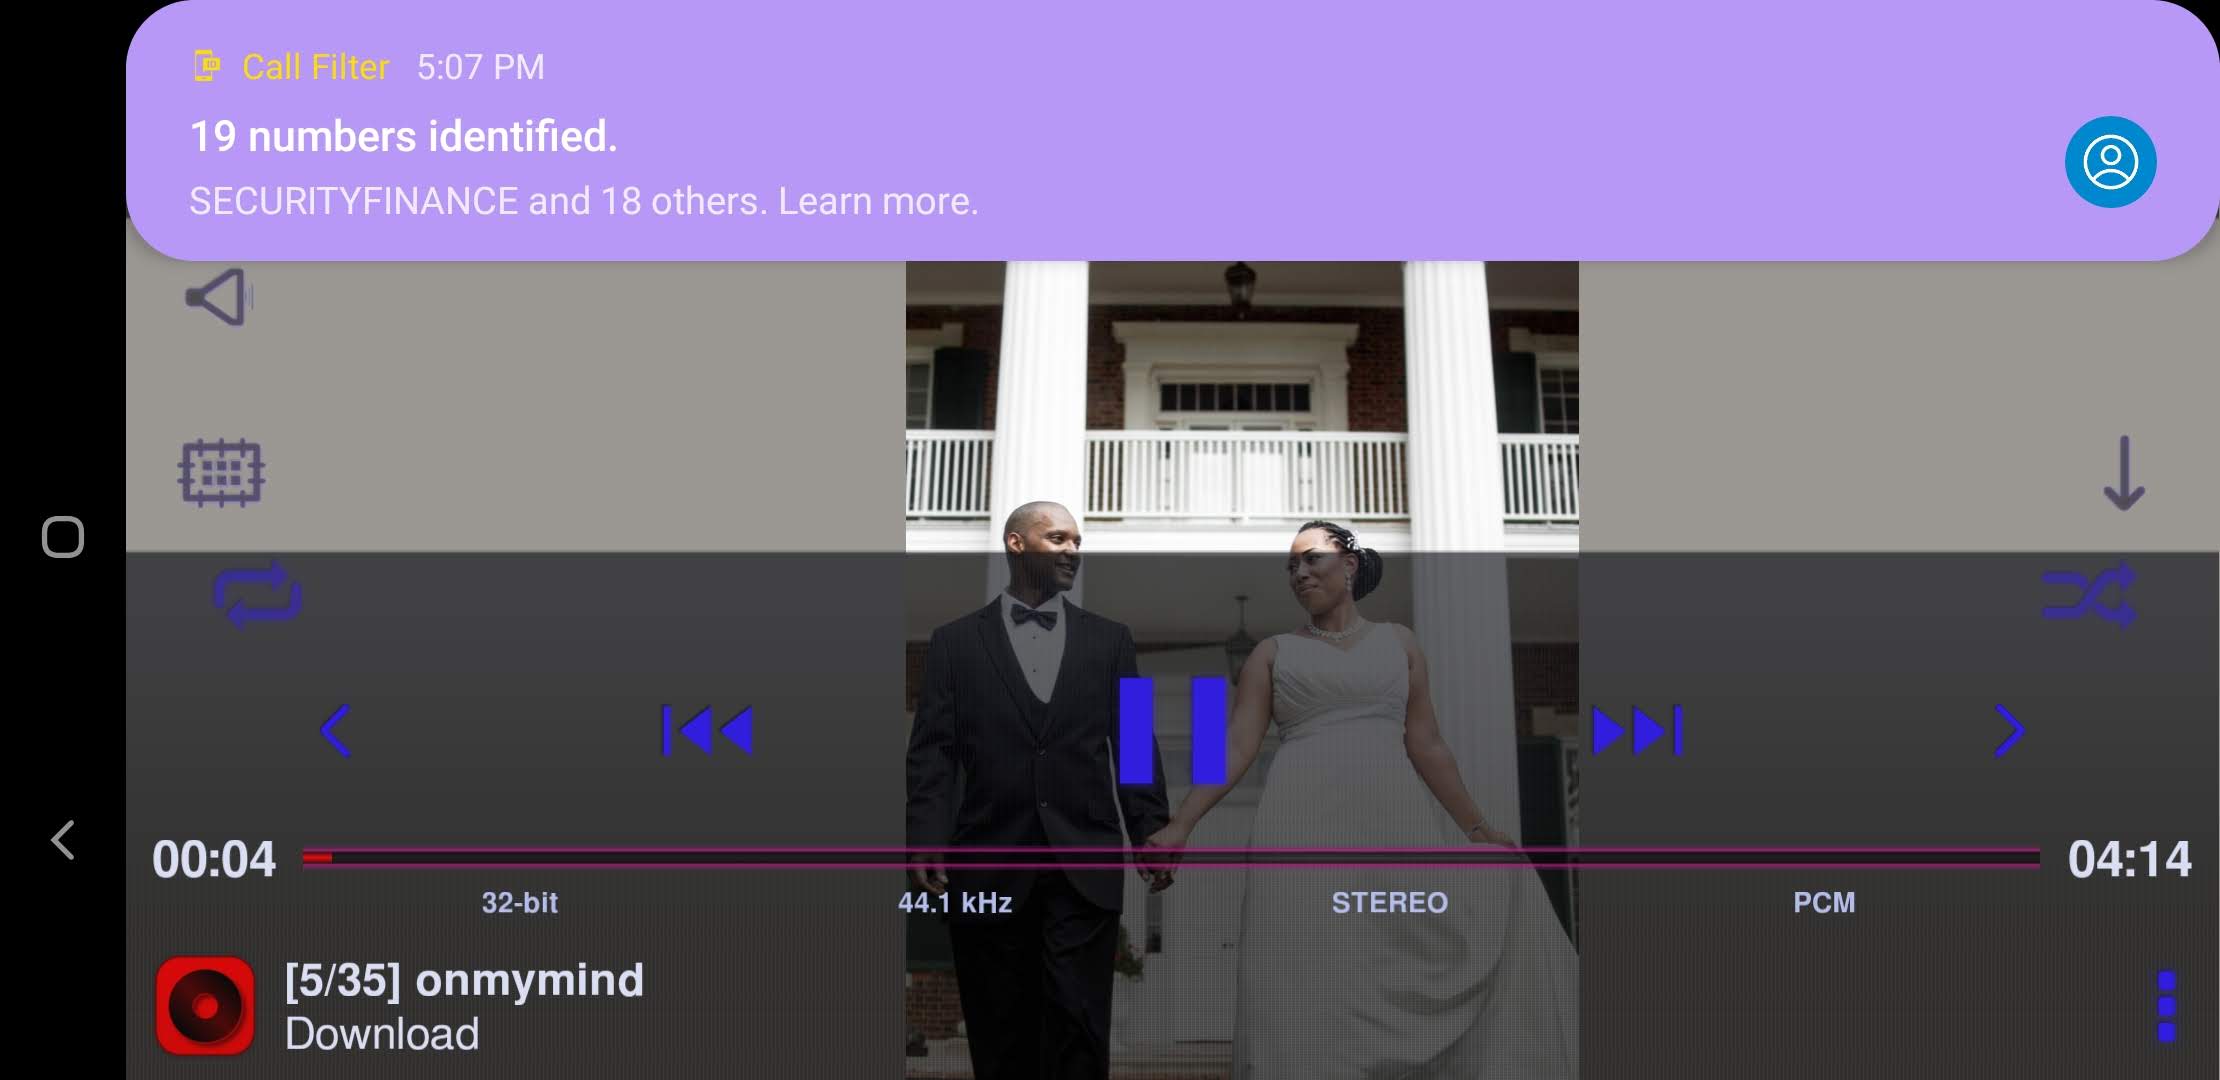 Call Filter 5:07 PM
19 numbers identified.
SECURITYFINANCE and 18 others. Learn more.
00:04
04:14
32-bit 44.1 kHz STEREO PCM
[5/35] onmymind
Download